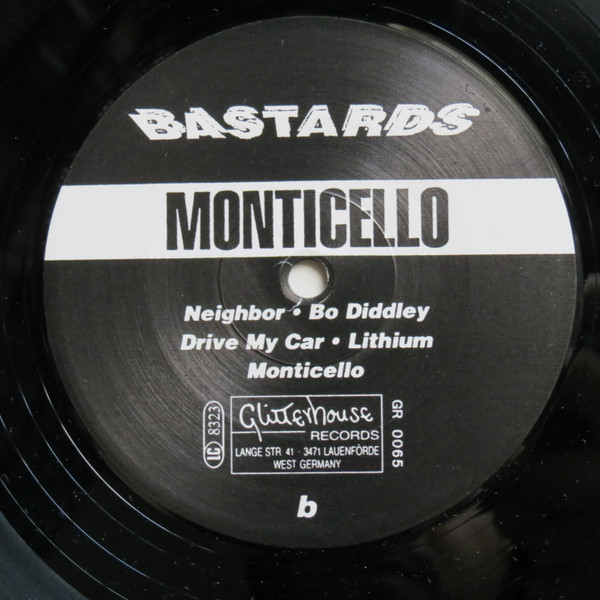 BASTARDS
MONTICELLO
Neighbor • Bo Diddley
Drive My Car • Lithium
Monticello
LC 8323
Glitterhouse
RECORDS
LANGE STR. 41 · 3471 LAUENFÖRDE
WEST GERMANY
GR 0065
b